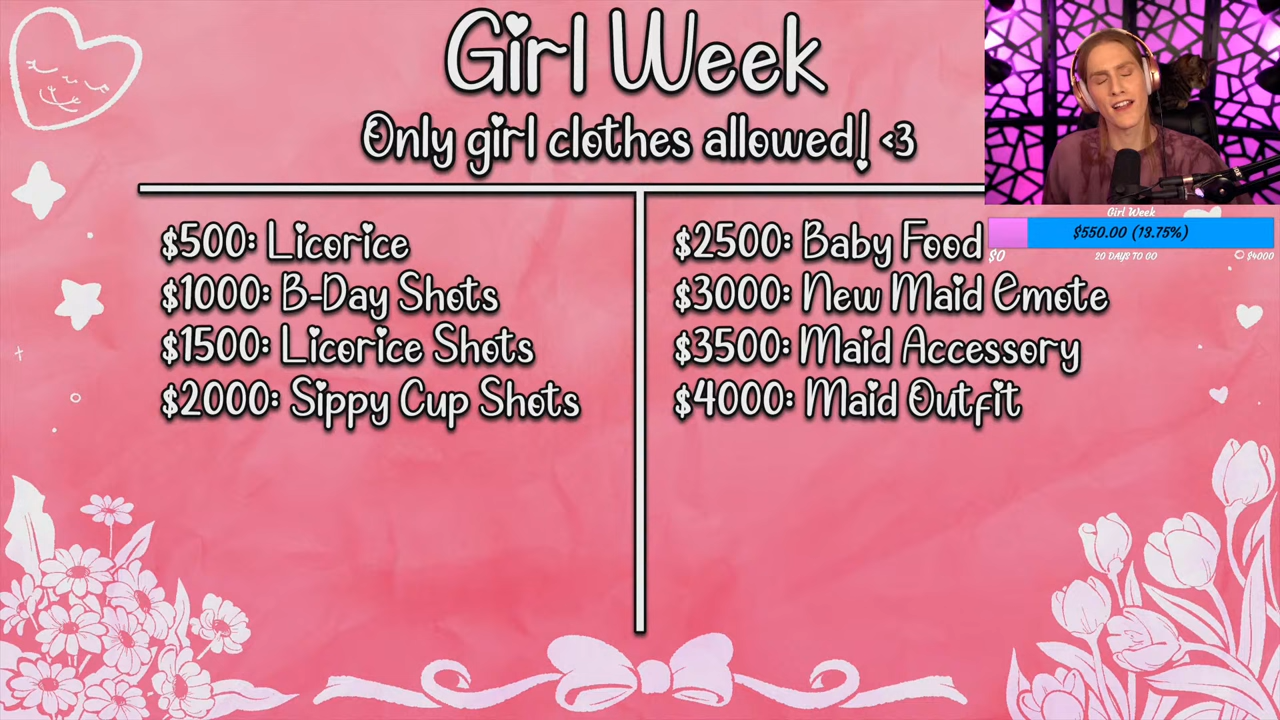 Girl Week
Only girl clothes allowed! <3
$500: Licorice
$1000: B-Day Shots
$1500: Licorice Shots
$2000: Sippy Cup Shots
$2500: Baby Food
$3000: New Maid Emote
$3500: Maid Accessory
$4000: Maid Outfit
Girl Week
$550.00 (13.75%)
$0 20 DAYS TO GO $4000